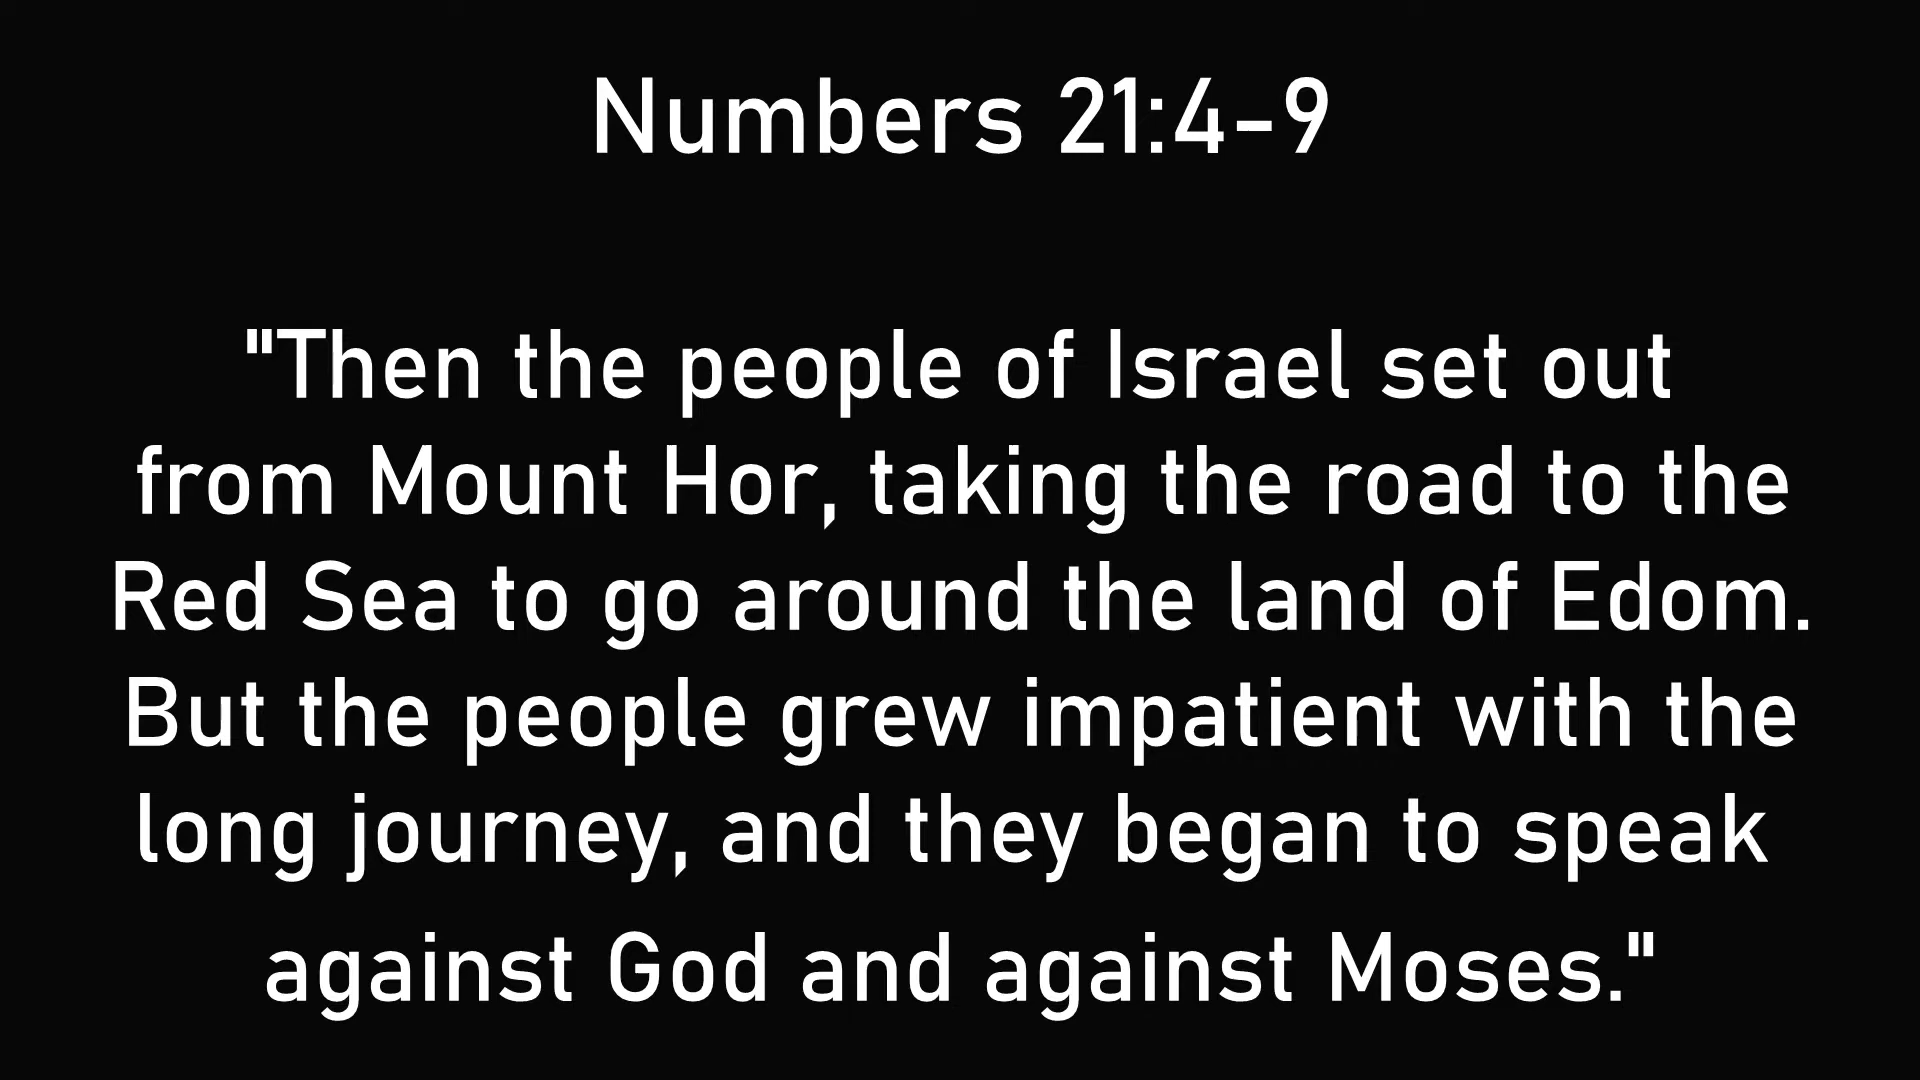 Numbers 21:4-9
"Then the people of Israel set out
from Mount Hor, taking the road to the
Red Sea to go around the land of Edom.
But the people grew impatient with the
long journey, and they began to speak
against God and against Moses."